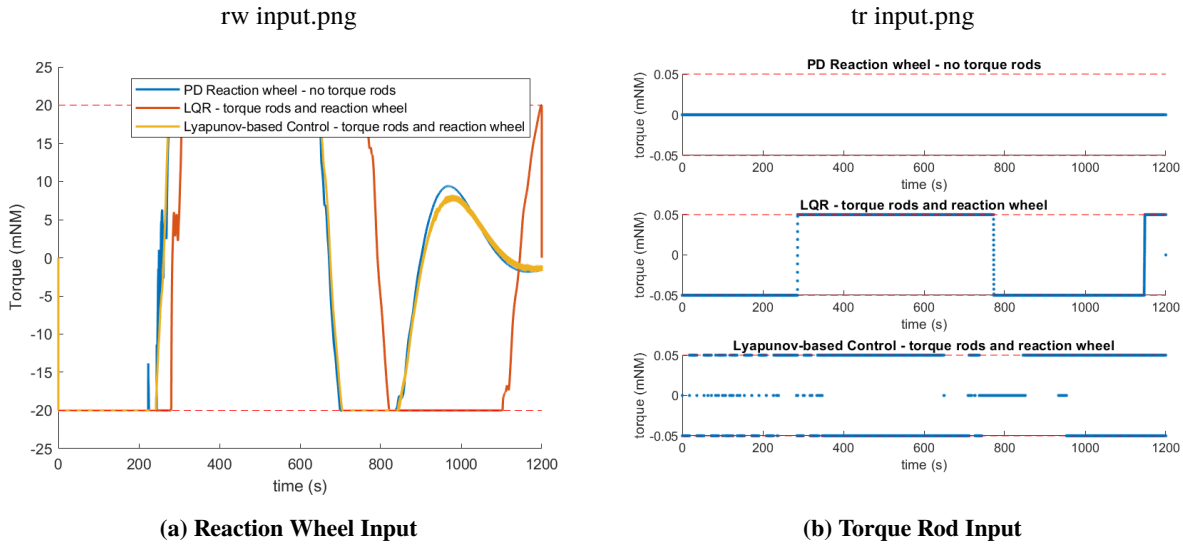 rw input.png
25
20
15
10
5
0
-5
-10
-15
-20
-25
Torque (mNM)
PD Reaction wheel - no torque rods
LQR - torque rods and reaction wheel
Lyapunov-based Control - torque rods and reaction wheel
0 200 400 600 800 1000 1200
time (s)
(a) Reaction Wheel Input
tr input.png
PD Reaction wheel - no torque rods
0.05
0
-0.05
torque (mNM)
0 200 400 600 800 1000 1200
time (s)
LQR - torque rods and reaction wheel
0.05
0
-0.05
torque (mNM)
0 200 400 600 800 1000 1200
time (s)
Lyapunov-based Control - torque rods and reaction wheel
0.05
0
-0.05
torque (mNM)
0 200 400 600 800 1000 1200
time (s)
(b) Torque Rod Input